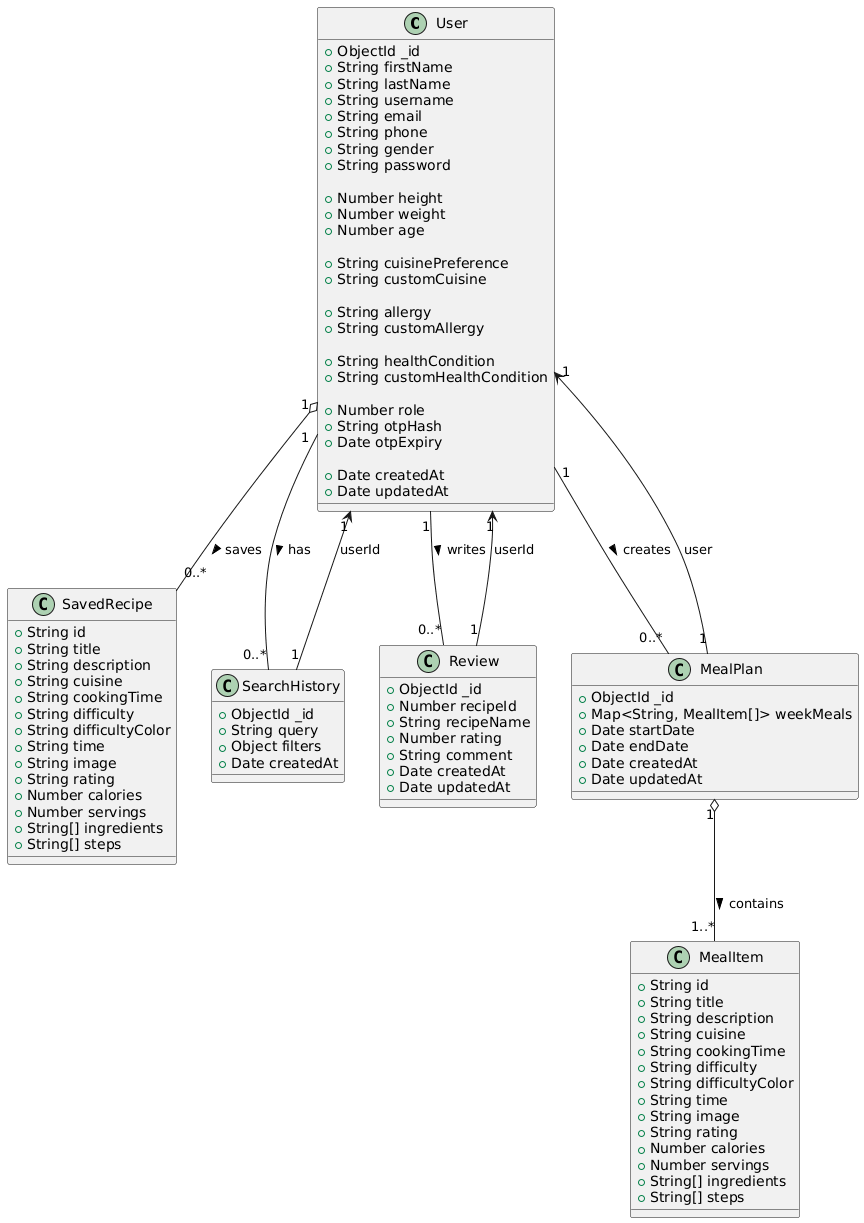 C User
ObjectId _id
String firstName
String lastName
String username
String email
String phone
String gender
String password
Number height
Number weight
Number age
String cuisinePreference
String customCuisine
String allergy
String customAllergy
String healthCondition
String customHealthCondition
Number role
String otpHash
Date otpExpiry
Date createdAt
Date updatedAt
1
1
1
1
1
1
1
1
saves
has
userId
writes
userId
creates
user
0..*
0..*
1
0..*
1
0..*
1
C SavedRecipe
String id
String title
String description
String cuisine
String cookingTime
String difficulty
String difficultyColor
String time
String image
String rating
Number calories
Number servings
String[] ingredients
String[] steps
C SearchHistory
ObjectId _id
String query
Object filters
Date createdAt
C Review
ObjectId _id
Number recipeId
String recipeName
Number rating
String comment
Date createdAt
Date updatedAt
C MealPlan
ObjectId _id
Map<String, MealItem[]> weekMeals
Date startDate
Date endDate
Date createdAt
Date updatedAt
1
contains
1..*
C MealItem
String id
String title
String description
String cuisine
String cookingTime
String difficulty
String difficultyColor
String time
String image
String rating
Number calories
Number servings
String[] ingredients
String[] steps